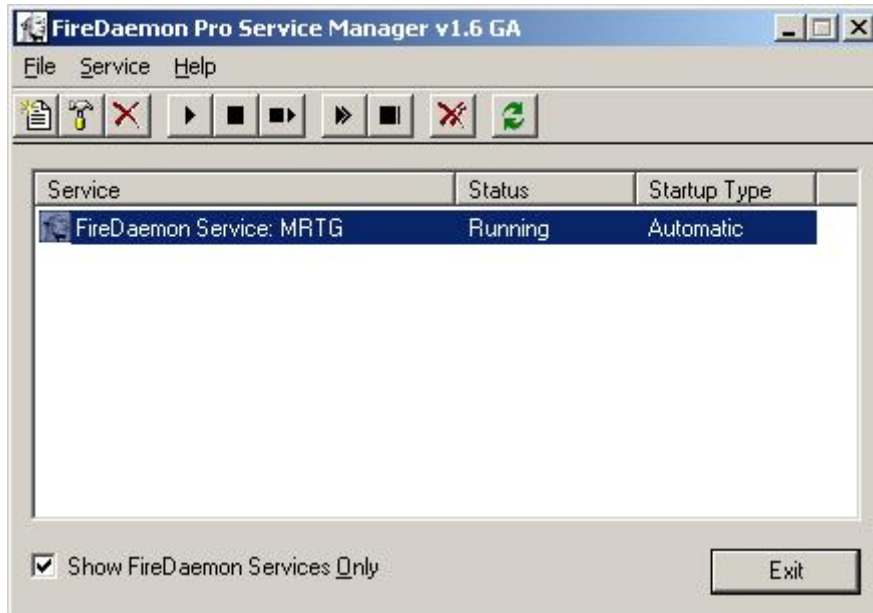 FireDaemon Pro Service Manager v1.6 GA
File Service Help
Service Status Startup Type
FireDaemon Service: MRTG Running Automatic
Show FireDaemon Services Only
Exit